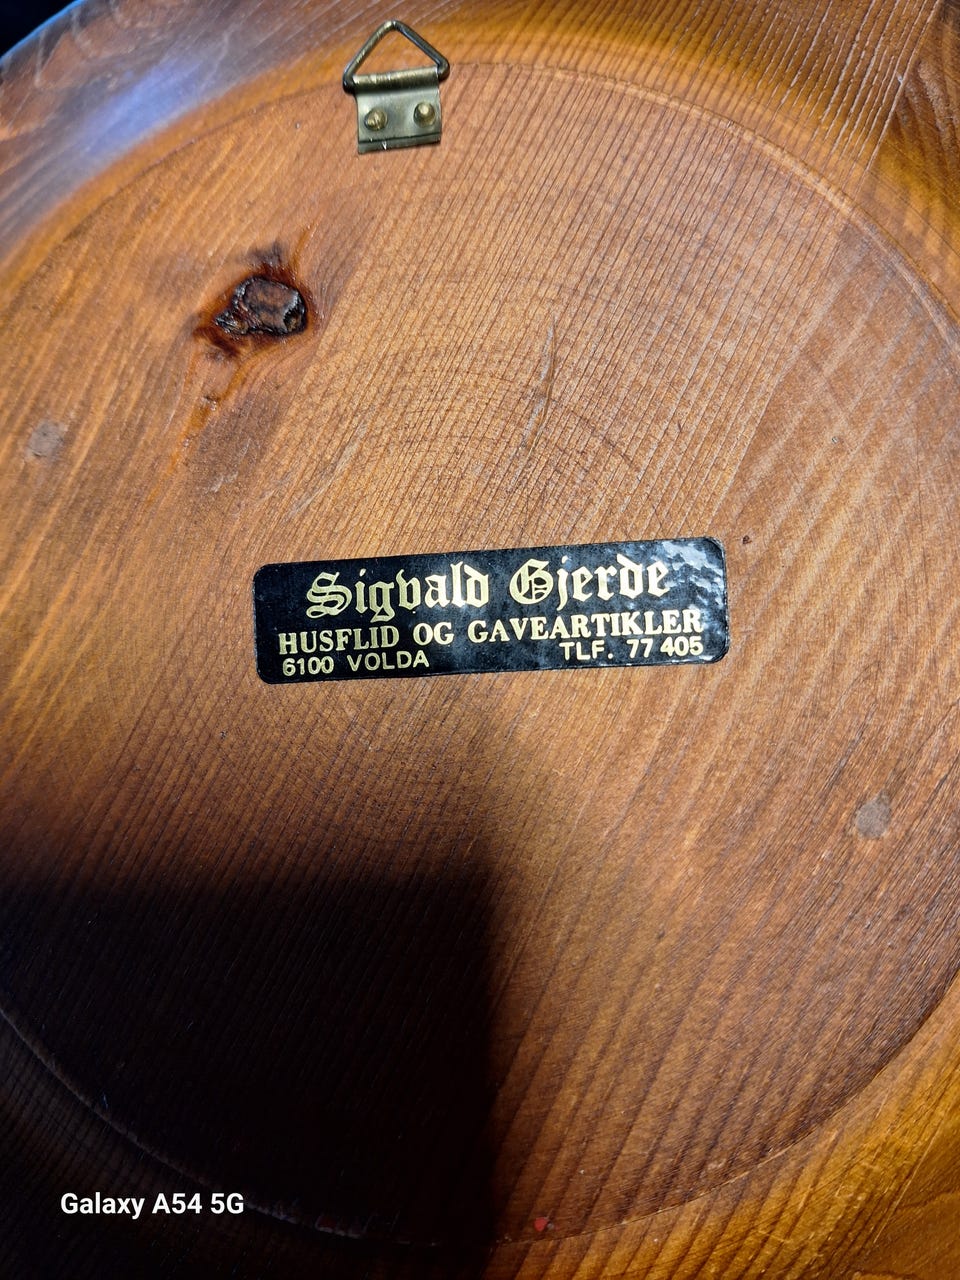 Sigvald Gjerde
HUSFLID OG GAVEARTIKLER
6100 VOLDA TLF. 77 405
Galaxy A54 5G